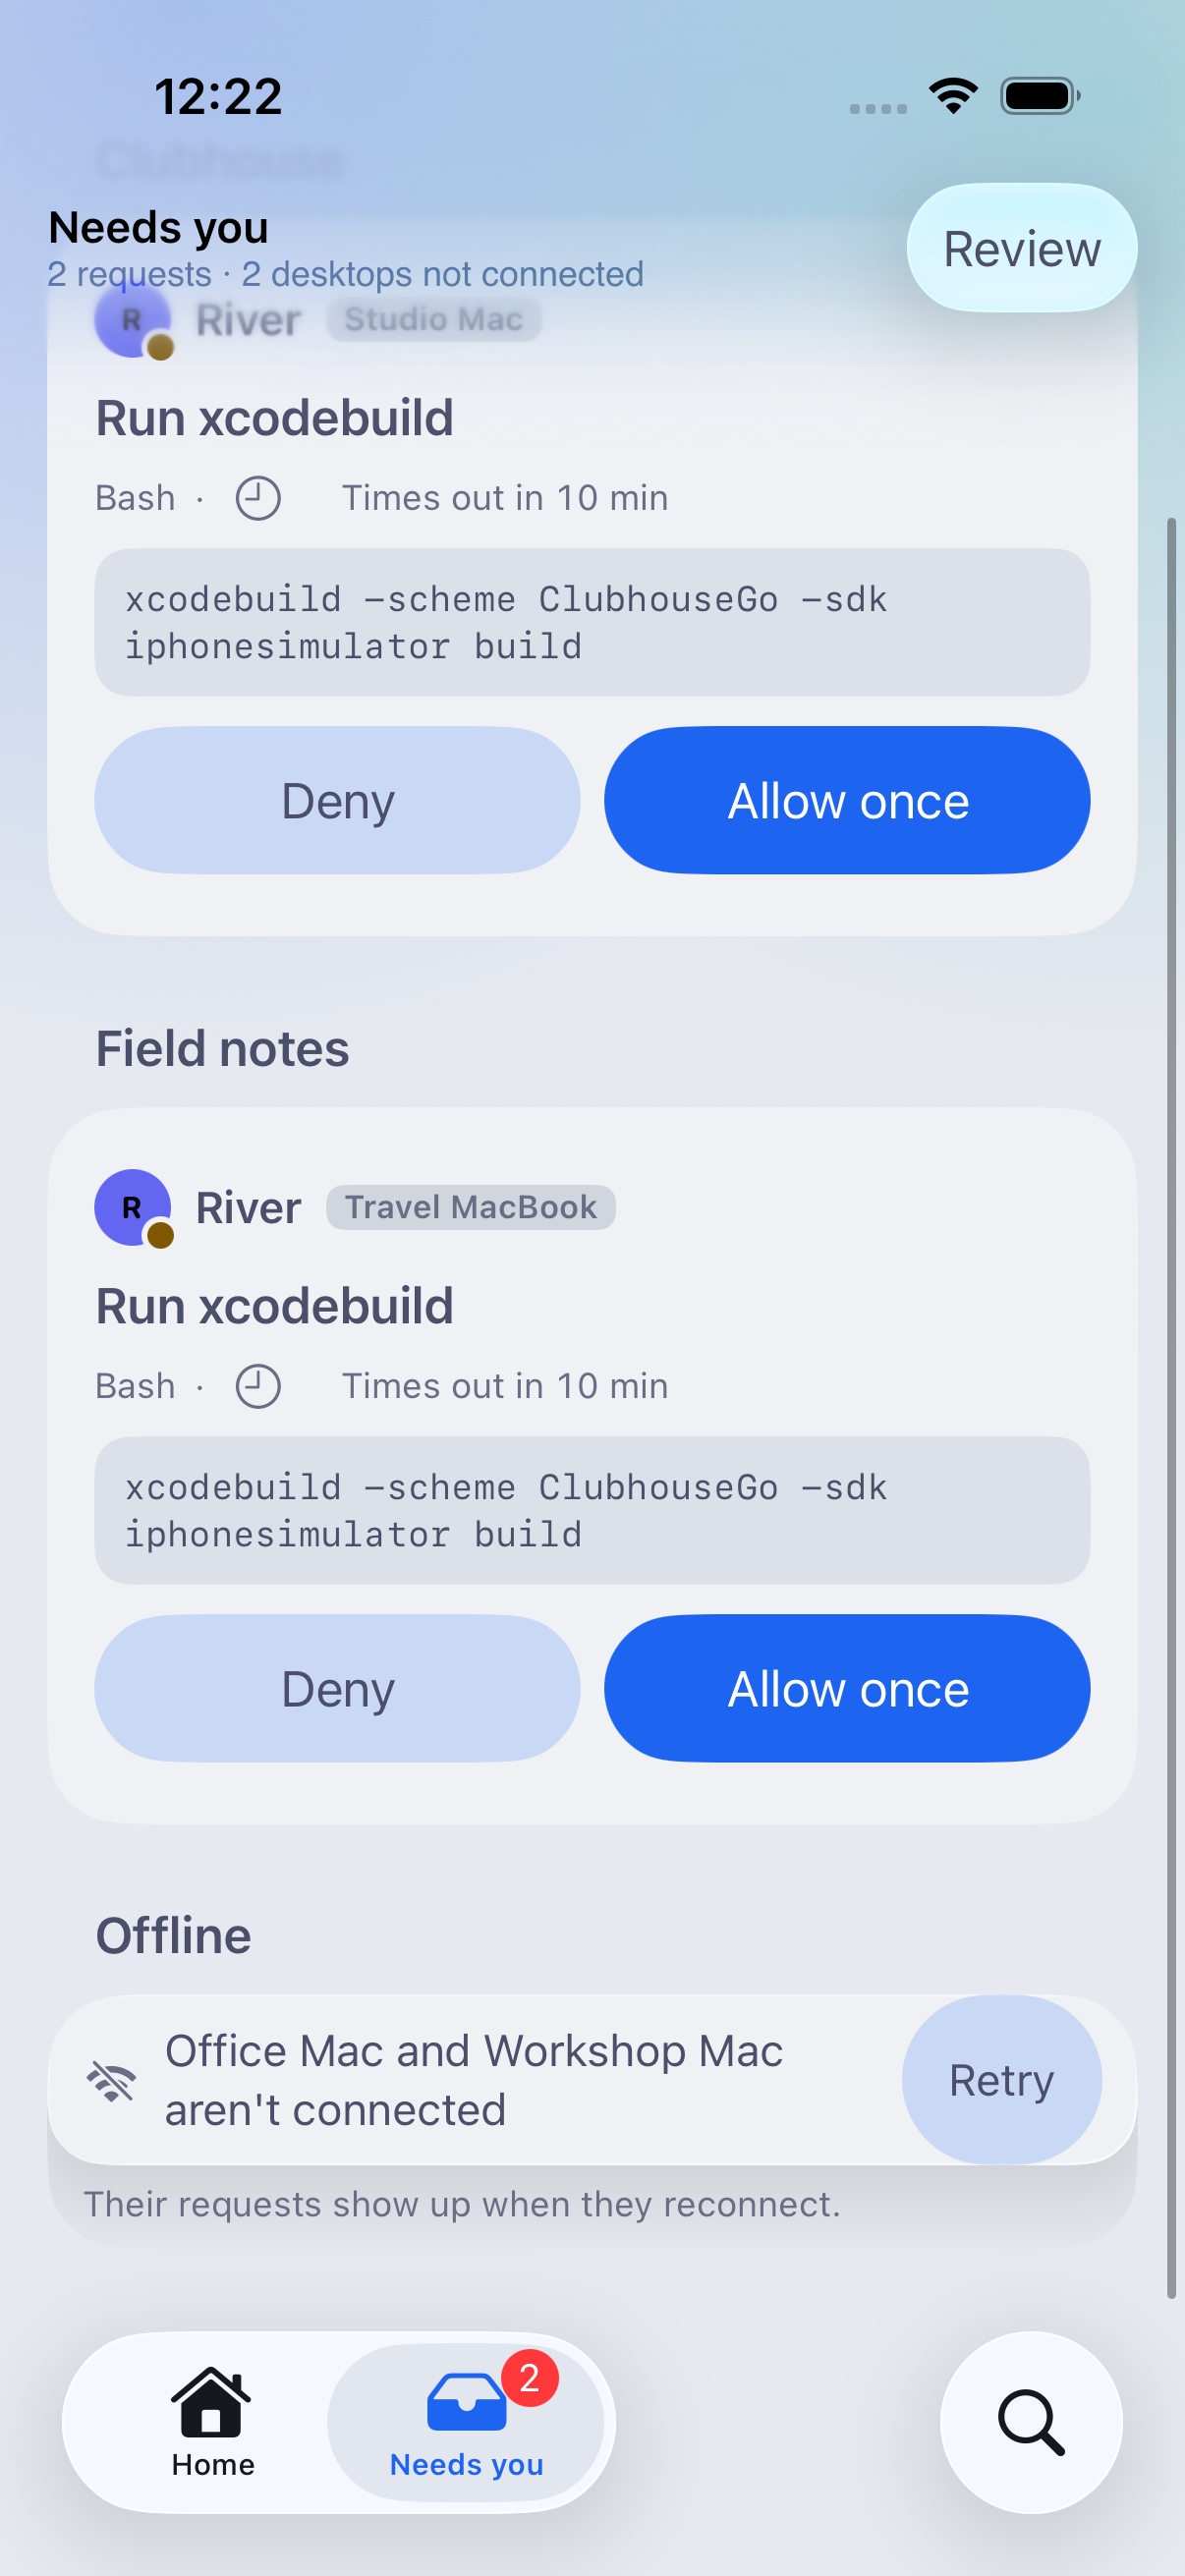 12:22
Clubhouse
Needs you
2 requests · 2 desktops not connected
Review
R
River
Studio Mac
Run xcodebuild
Bash · Times out in 10 min
xcodebuild -scheme ClubhouseGo -sdk
iphonesimulator build
Deny
Allow once
Field notes
R
River
Travel MacBook
Run xcodebuild
Bash · Times out in 10 min
xcodebuild -scheme ClubhouseGo -sdk
iphonesimulator build
Deny
Allow once
Offline
Office Mac and Workshop Mac
aren't connected
Retry
Their requests show up when they reconnect.
2
Home
Needs you